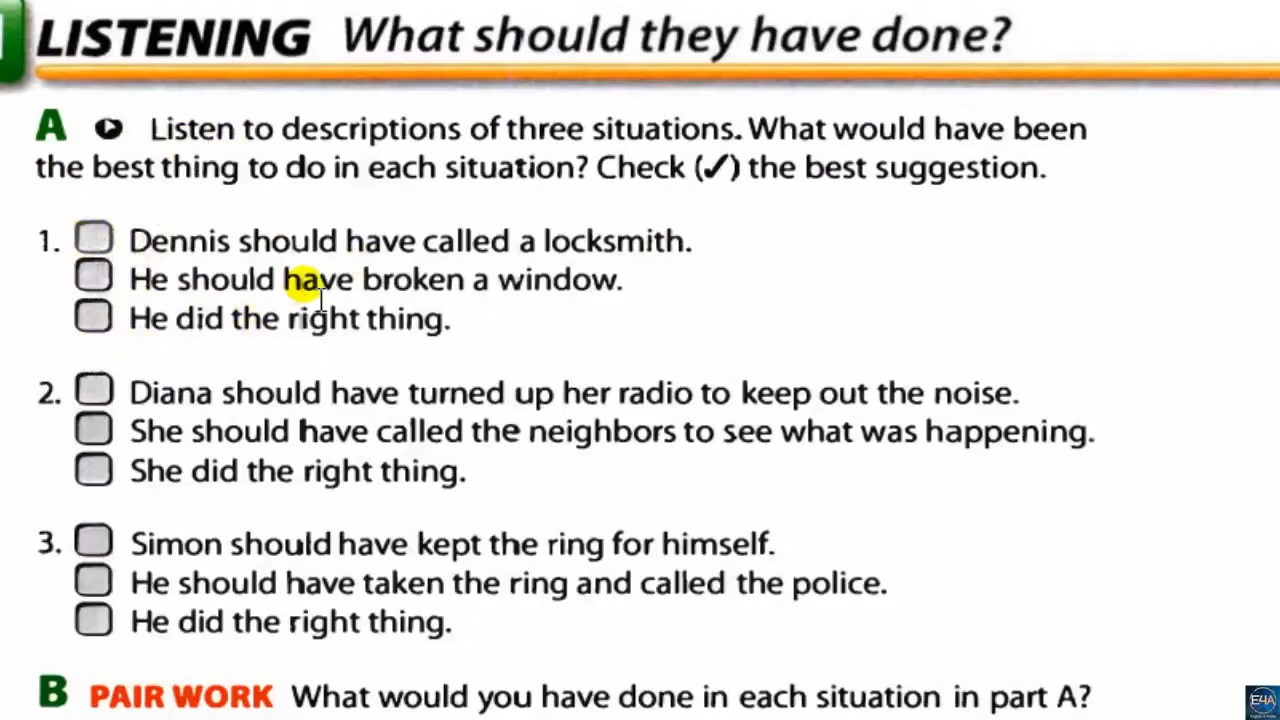 LISTENING What should they have done?
A Listen to descriptions of three situations. What would have been
the best thing to do in each situation? Check (✓) the best suggestion.
1. Dennis should have called a locksmith.
He should have broken a window.
He did the right thing.
2. Diana should have turned up her radio to keep out the noise.
She should have called the neighbors to see what was happening.
She did the right thing.
3. Simon should have kept the ring for himself.
He should have taken the ring and called the police.
He did the right thing.
B PAIR WORK What would you have done in each situation in part A?
E4A